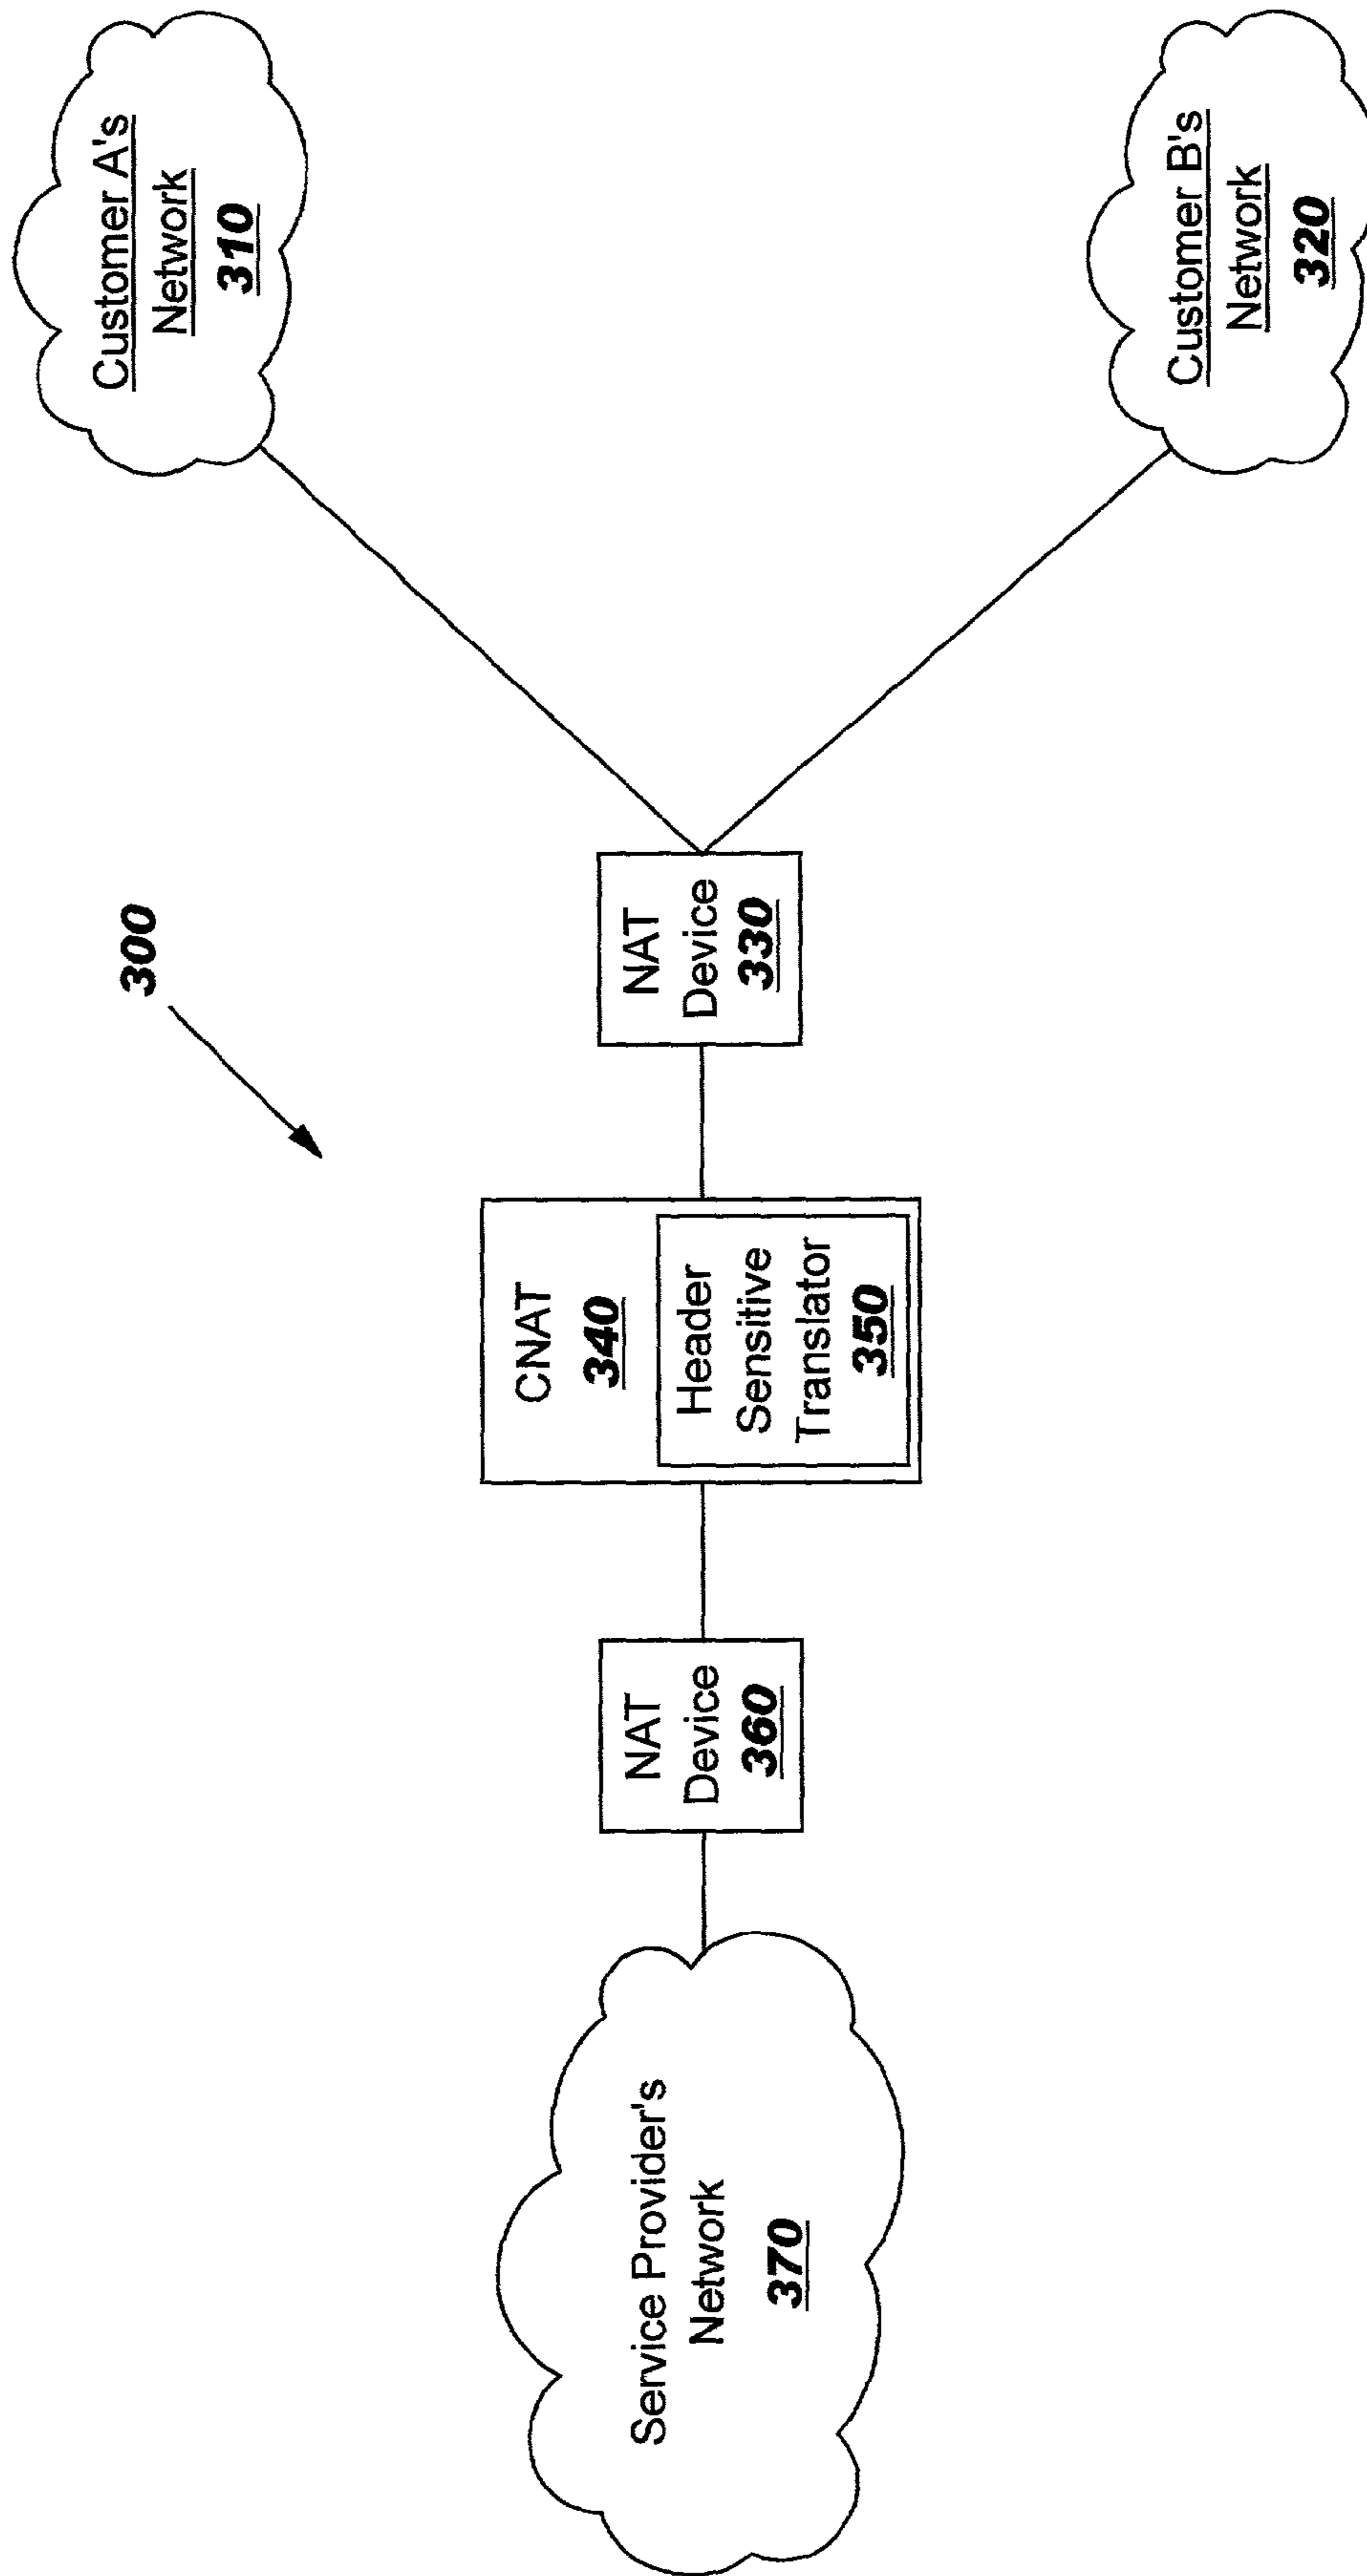 300
Customer A's
Network
310
Service Provider's
Network
370
NAT
Device
360
CNAT
340
Header
Sensitive
Translator
350
NAT
Device
330
Customer B's
Network
320